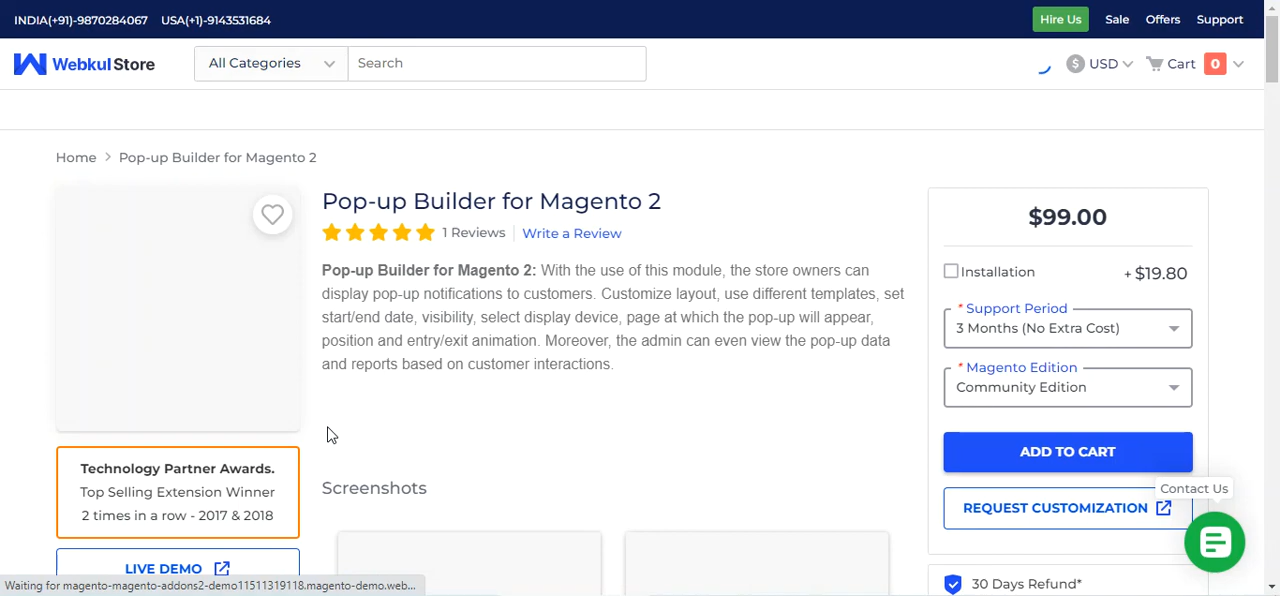 INDIA(+91)-9870284067 USA(+1)-9143531684
Hire Us Sale Offers Support
Webkul Store
All Categories
Search
$ USD
Cart 0
Home > Pop-up Builder for Magento 2
Pop-up Builder for Magento 2
1 Reviews Write a Review
Pop-up Builder for Magento 2: With the use of this module, the store owners can
display pop-up notifications to customers. Customize layout, use different templates, set
start/end date, visibility, select display device, page at which the pop-up will appear,
position and entry/exit animation. Moreover, the admin can even view the pop-up data
and reports based on customer interactions.
Technology Partner Awards.
Top Selling Extension Winner
2 times in a row - 2017 & 2018
LIVE DEMO
Screenshots
$99.00
Installation + $19.80
* Support Period
3 Months (No Extra Cost)
* Magento Edition
Community Edition
ADD TO CART
Contact Us
REQUEST CUSTOMIZATION
30 Days Refund*
Waiting for magento-magento-addons2-demo11511319118.magento-demo.web...